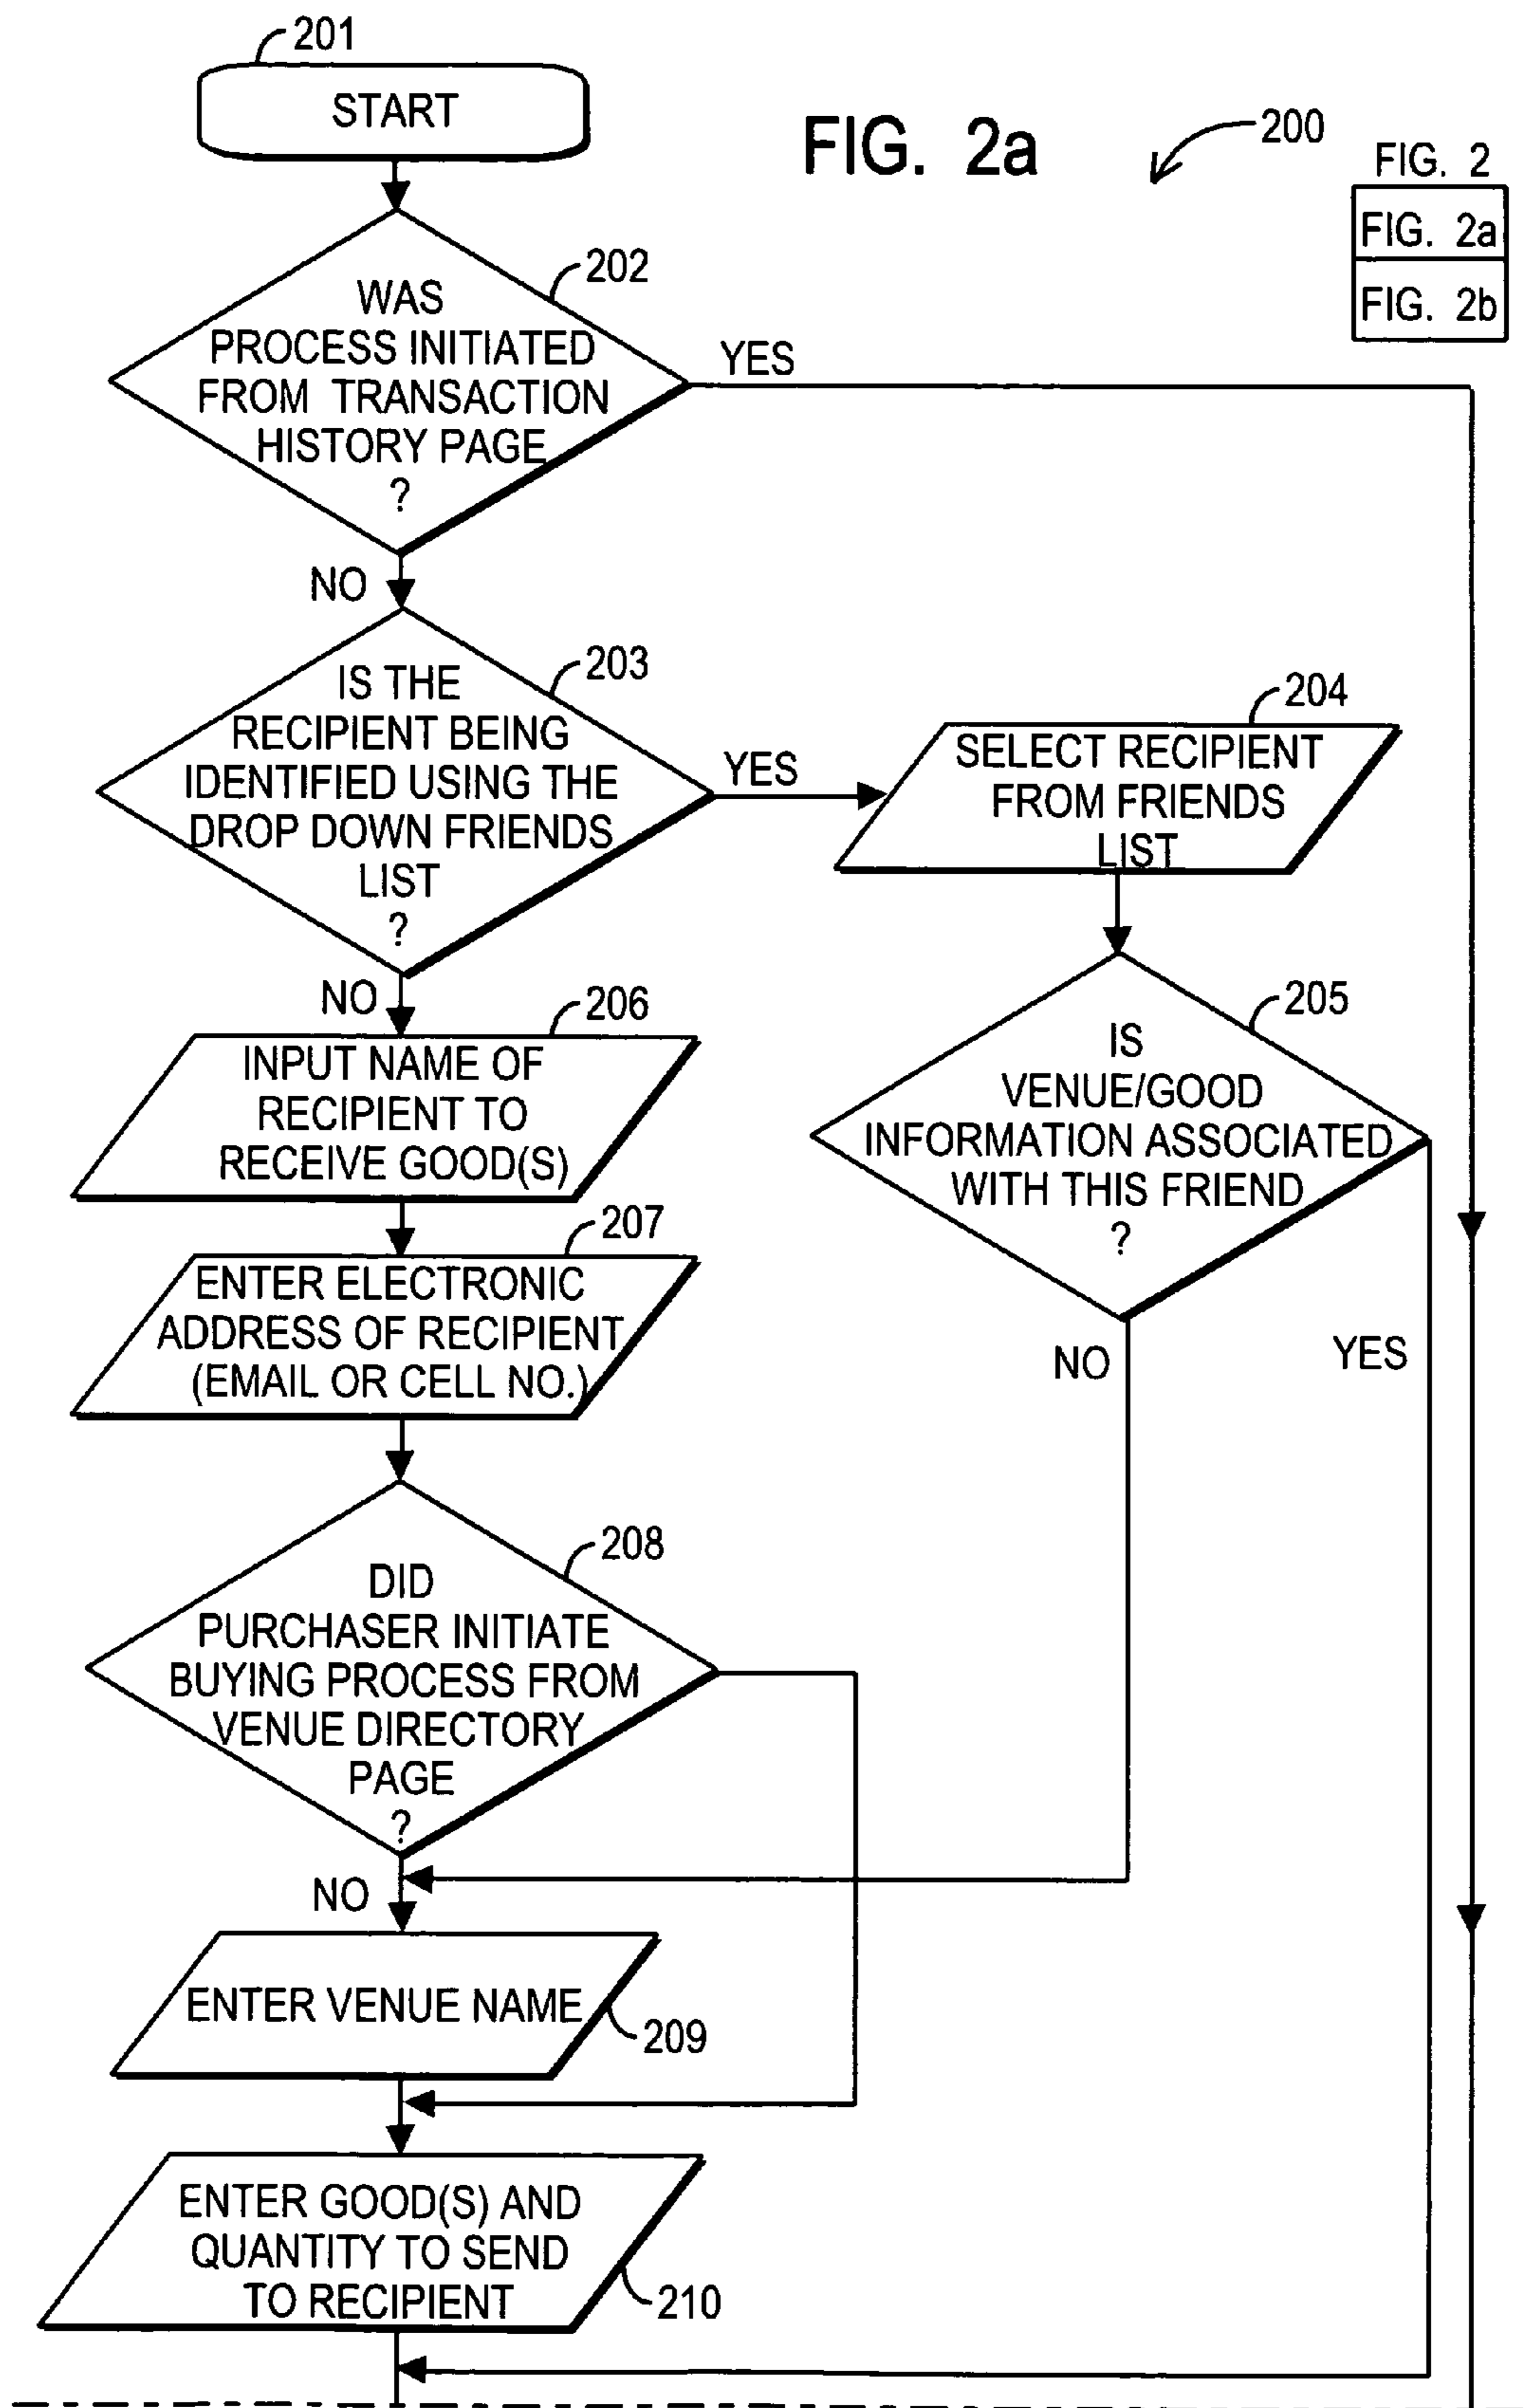 201
START
FIG. 2a
200
FIG. 2
FIG. 2a
FIG. 2b
202
WAS
PROCESS INITIATED
FROM TRANSACTION
HISTORY PAGE
?
YES
NO
203
IS THE
RECIPIENT BEING
IDENTIFIED USING THE
DROP DOWN FRIENDS
LIST
?
YES
204
SELECT RECIPIENT
FROM FRIENDS
LIST
NO
205
IS
VENUE/GOOD
INFORMATION ASSOCIATED
WITH THIS FRIEND
?
NO
YES
206
INPUT NAME OF
RECIPIENT TO
RECEIVE GOOD(S)
207
ENTER ELECTRONIC
ADDRESS OF RECIPIENT
(EMAIL OR CELL NO.)
208
DID
PURCHASER INITIATE
BUYING PROCESS FROM
VENUE DIRECTORY
PAGE
?
NO
ENTER VENUE NAME
209
ENTER GOOD(S) AND
QUANTITY TO SEND
TO RECIPIENT
210